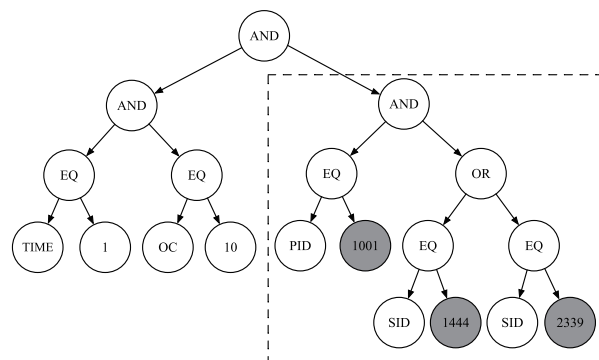 AND
AND AND
EQ EQ EQ OR
TIME 1 OC 10 PID 1001 EQ EQ
SID 1444 SID 2339